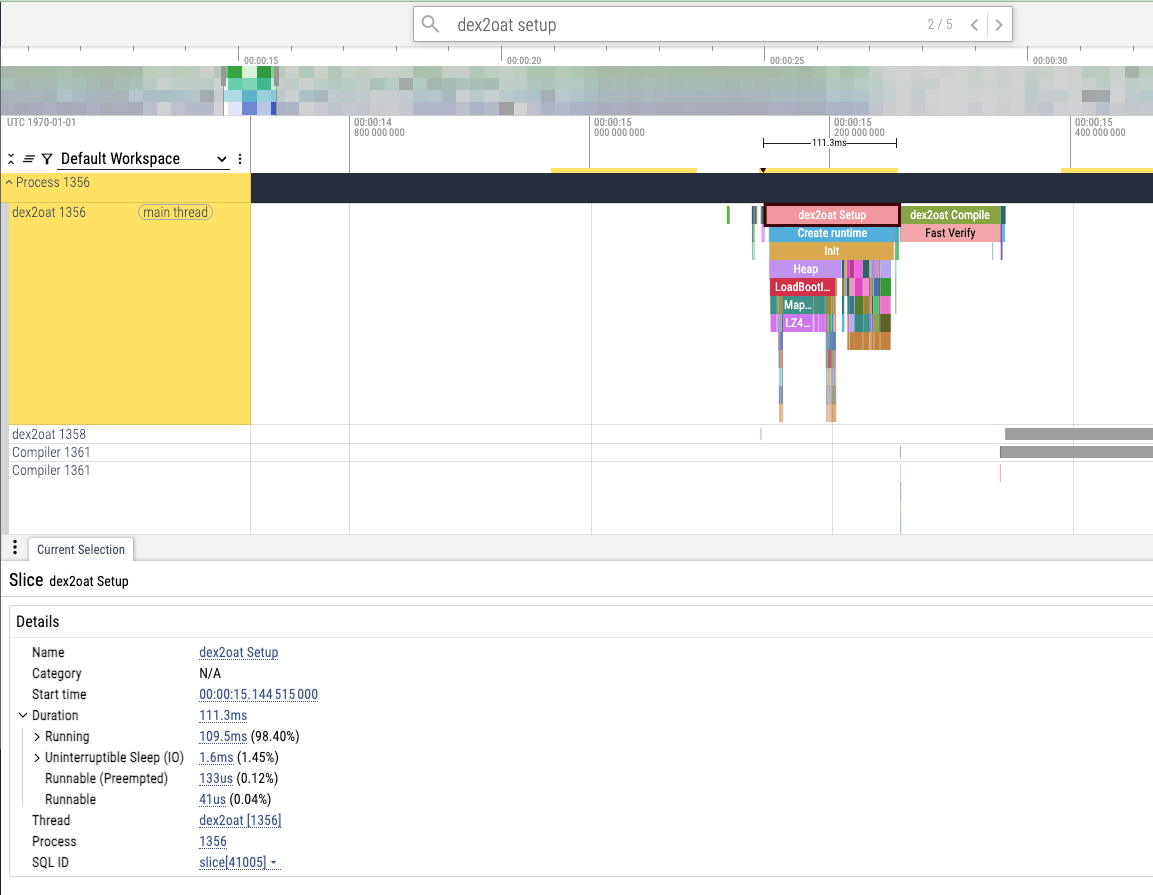 dex2oat setup
2 / 5
00:00:15
00:00:20
00:00:25
00:00:30
UTC 1970-01-01
00:00:14
800 000 000
00:00:15
000 000 000
00:00:15
200 000 000
00:00:15
400 000 000
111.3ms
Default Workspace
Process 1356
dex2oat 1356
main thread
dex2oat Setup
dex2oat Compile
Create runtime
Fast Verify
Init
Heap
LoadBootI...
Map...
LZ4...
dex2oat 1358
Compiler 1361
Compiler 1361
Current Selection
Slice dex2oat Setup
Details
Name dex2oat Setup
Category N/A
Start time 00:00:15.144 515 000
Duration 111.3ms
Running 109.5ms (98.40%)
Uninterruptible Sleep (IO) 1.6ms (1.45%)
Runnable (Preempted) 133us (0.12%)
Runnable 41us (0.04%)
Thread dex2oat [1356]
Process 1356
SQL ID slice[41005]